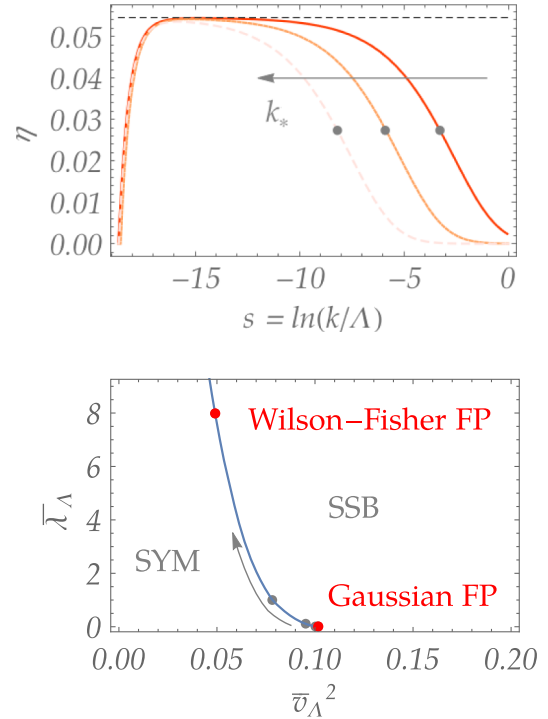 0.05
0.04
0.03
0.02
0.01
0.00
η
k*
−15 −10 −5 0
s = ln(k/Λ)
8
6
4
2
0
λ̄_Λ
Wilson−Fisher FP
SSB
SYM
Gaussian FP
0.00 0.05 0.10 0.15 0.20
v̄_Λ²